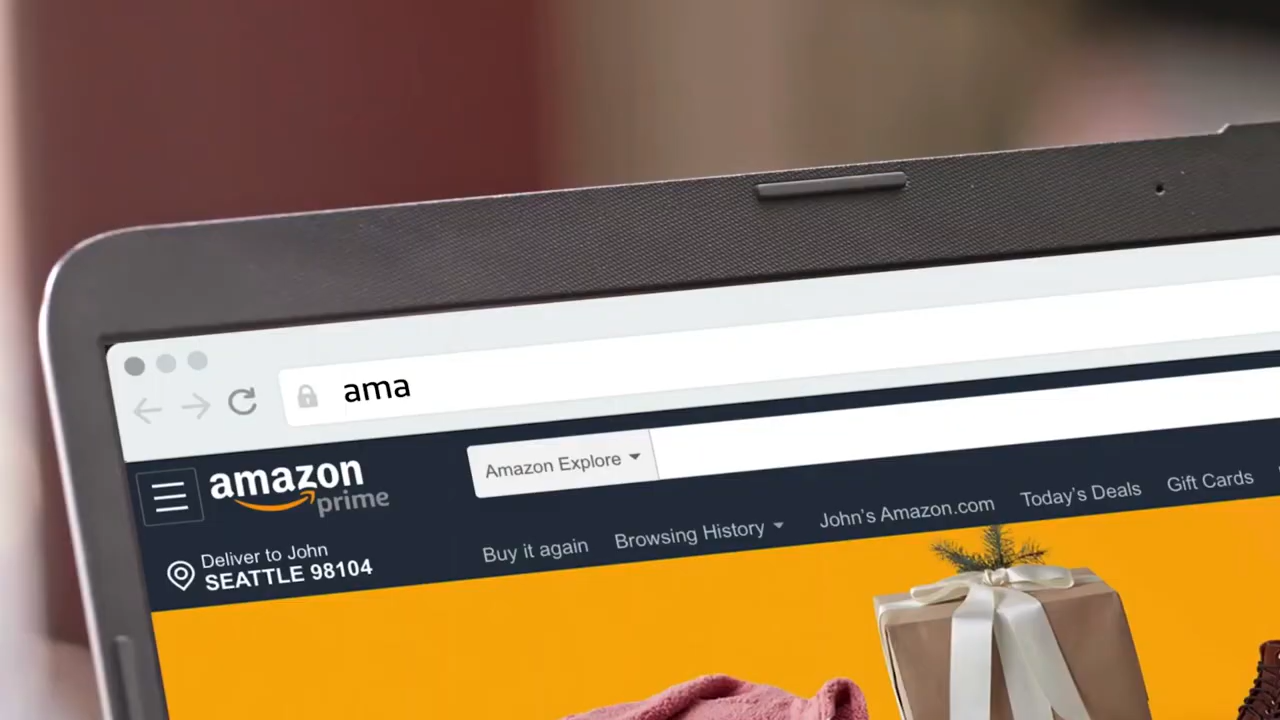 ama
amazon
prime
Amazon Explore
Deliver to John
SEATTLE 98104
Buy it again
Browsing History
John's Amazon.com
Today's Deals
Gift Cards